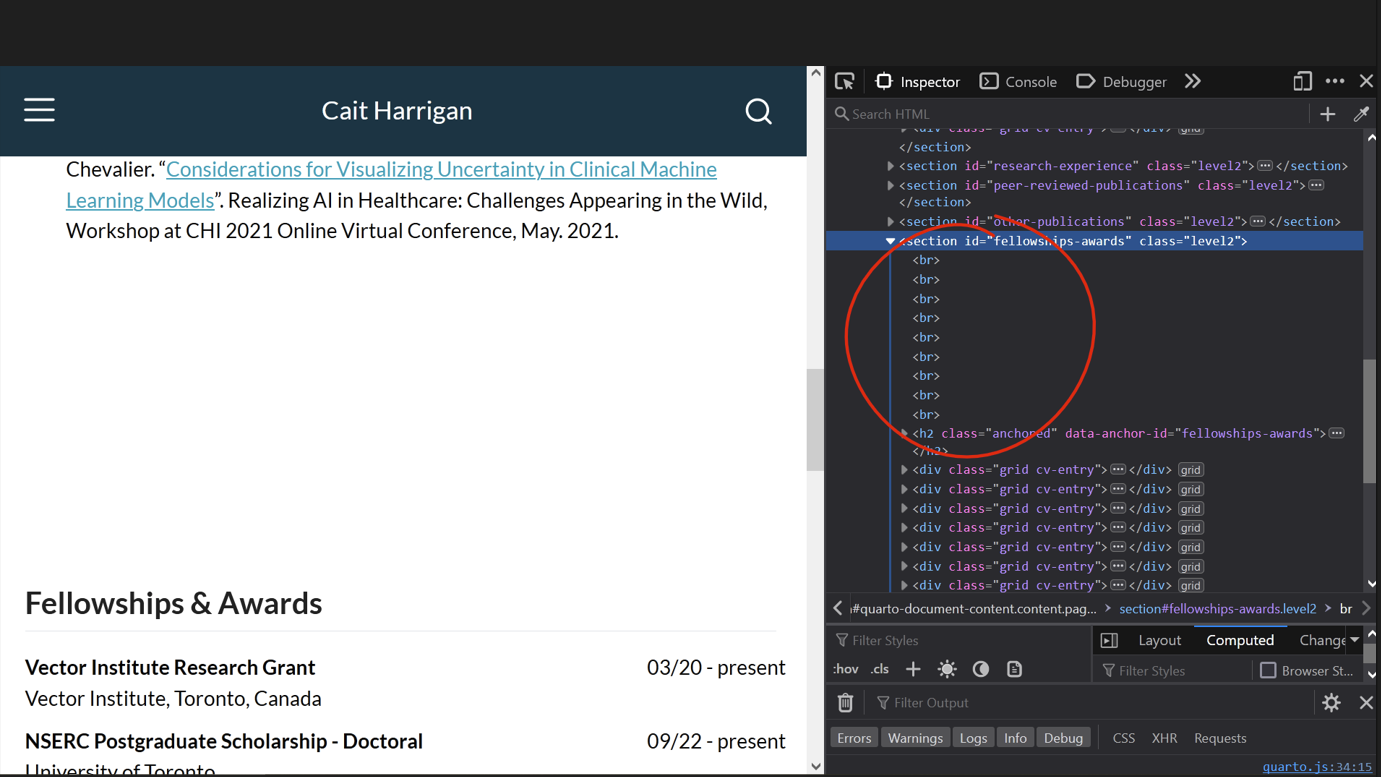 Cait Harrigan
Chevalier. “Considerations for Visualizing Uncertainty in Clinical Machine
Learning Models”. Realizing AI in Healthcare: Challenges Appearing in the Wild,
Workshop at CHI 2021 Online Virtual Conference, May. 2021.
Fellowships & Awards
Vector Institute Research Grant 03/20 - present
Vector Institute, Toronto, Canada
NSERC Postgraduate Scholarship - Doctoral 09/22 - present
University of Toronto
Inspector Console Debugger
Search HTML
<div class="grid cv-entry"></div> grid
</section>
<section id="research-experience" class="level2"></section>
<section id="peer-reviewed-publications" class="level2">
</section>
<section id="other-publications" class="level2"></section>
<section id="fellowships-awards" class="level2">
<br>
<br>
<br>
<br>
<br>
<br>
<br>
<br>
<br>
<h2 class="anchored" data-anchor-id="fellowships-awards">
</h2>
<div class="grid cv-entry"></div> grid
<div class="grid cv-entry"></div> grid
<div class="grid cv-entry"></div> grid
<div class="grid cv-entry"></div> grid
<div class="grid cv-entry"></div> grid
<div class="grid cv-entry"></div> grid
<div class="grid cv-entry"></div> grid
#quarto-document-content.content.pag... section#fellowships-awards.level2 br
Filter Styles
Layout Computed Change
:hov .cls
Filter Styles Browser St...
Filter Output
Errors Warnings Logs Info Debug CSS XHR Requests
quarto.js:34:15